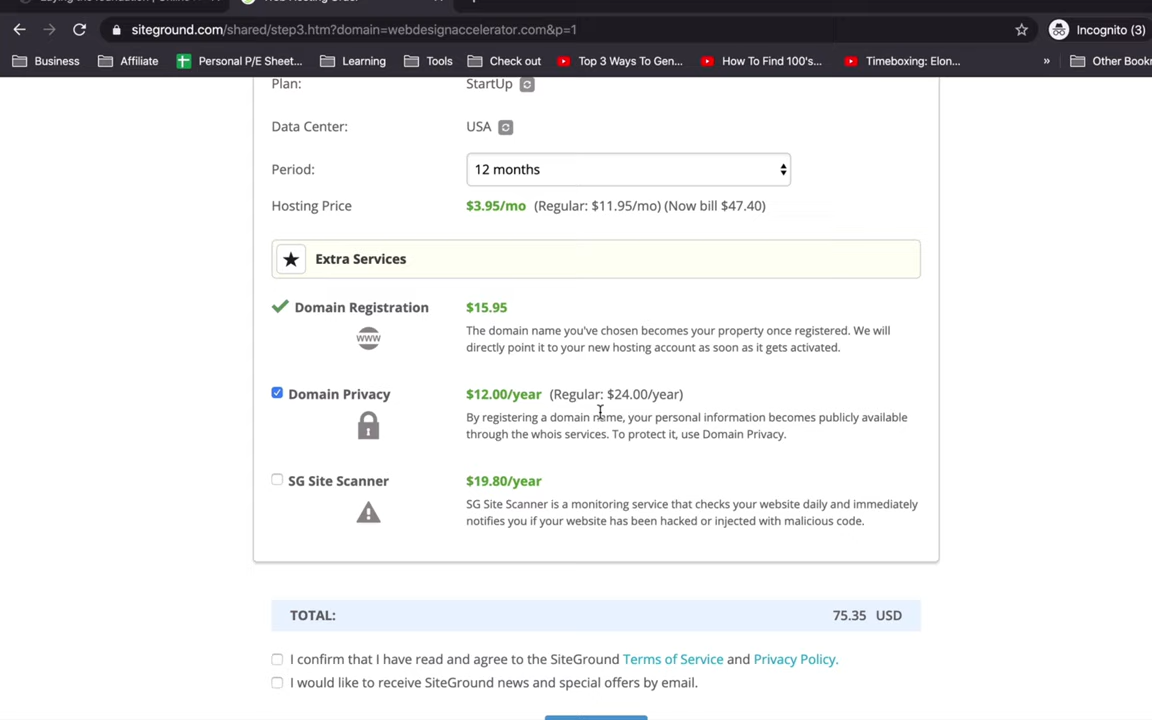 siteground.com/shared/step3.htm?domain=webdesignaccelerator.com&p=1
Incognito (3)
Business
Affiliate
Personal P/E Sheet...
Learning
Tools
Check out
Top 3 Ways To Gen...
How To Find 100's...
Timeboxing: Elon...
»
Other Bookm
Plan: StartUp
Data Center: USA
Period: 12 months
Hosting Price $3.95/mo (Regular: $11.95/mo) (Now bill $47.40)
Extra Services
Domain Registration $15.95
www
The domain name you've chosen becomes your property once registered. We will
directly point it to your new hosting account as soon as it gets activated.
Domain Privacy $12.00/year (Regular: $24.00/year)
By registering a domain name, your personal information becomes publicly available
through the whois services. To protect it, use Domain Privacy.
SG Site Scanner $19.80/year
SG Site Scanner is a monitoring service that checks your website daily and immediately
notifies you if your website has been hacked or injected with malicious code.
TOTAL: 75.35 USD
I confirm that I have read and agree to the SiteGround Terms of Service and Privacy Policy.
I would like to receive SiteGround news and special offers by email.